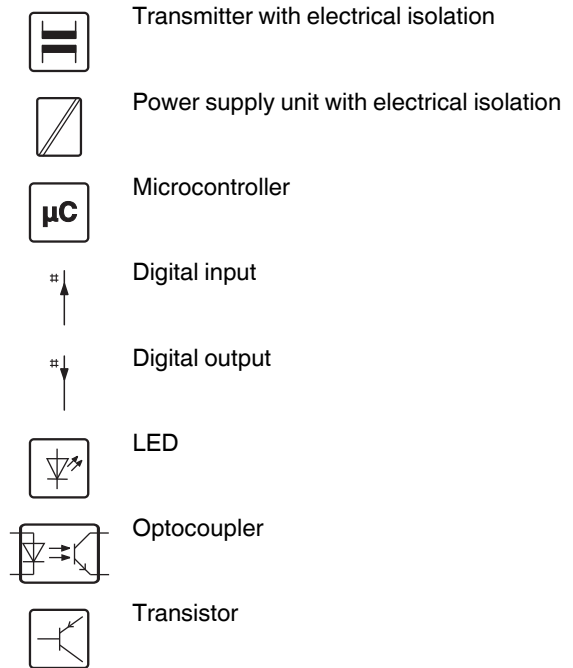 Transmitter with electrical isolation
Power supply unit with electrical isolation
µC
Microcontroller
#
Digital input
#
Digital output
LED
Optocoupler
Transistor